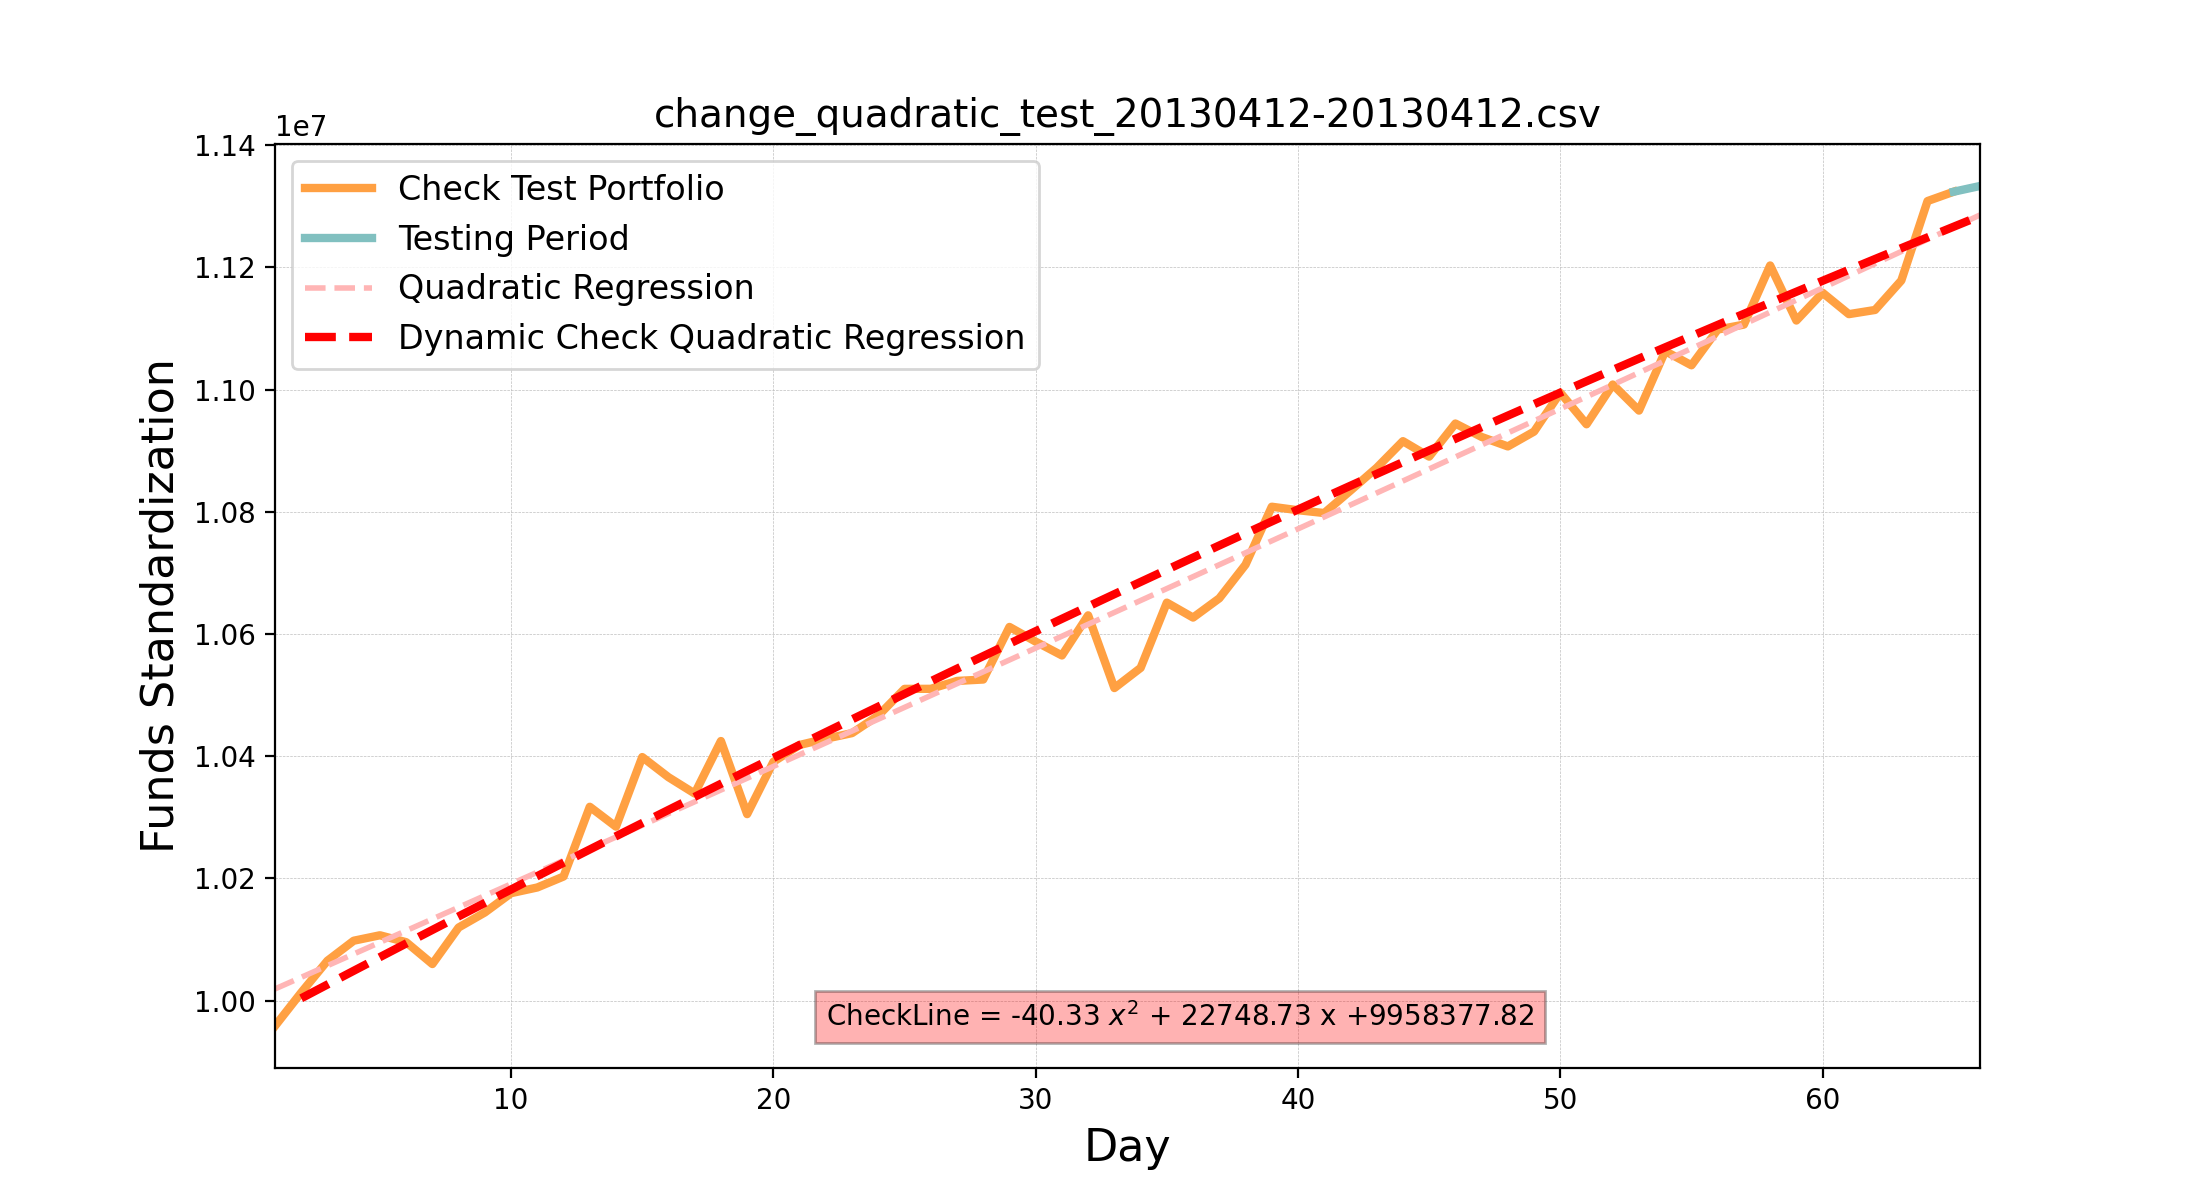 change_quadratic_test_20130412-20130412.csv
1e7
1.14
1.12
1.10
1.08
1.06
1.04
1.02
1.00
Funds Standardization
Check Test Portfolio
Testing Period
Quadratic Regression
Dynamic Check Quadratic Regression
CheckLine = -40.33 x² + 22748.73 x +9958377.82
10 20 30 40 50 60
Day